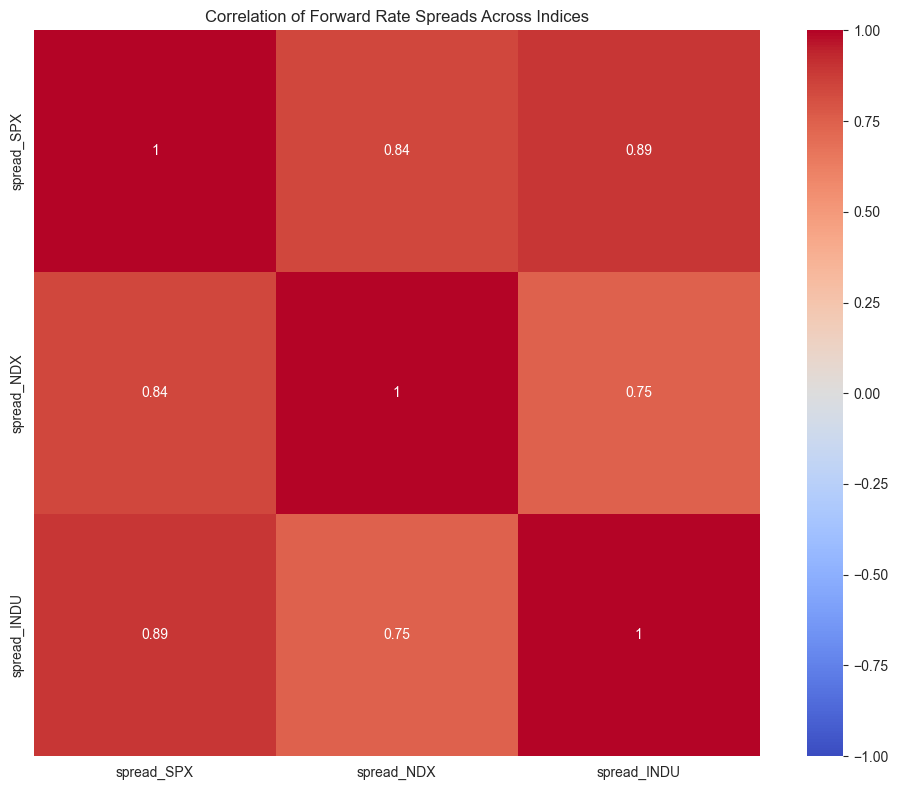 Correlation of Forward Rate Spreads Across Indices
spread_SPX
1
0.84
0.89
spread_NDX
0.84
1
0.75
spread_INDU
0.89
0.75
1
spread_SPX
spread_NDX
spread_INDU
1.00
0.75
0.50
0.25
0.00
−0.25
−0.50
−0.75
−1.00